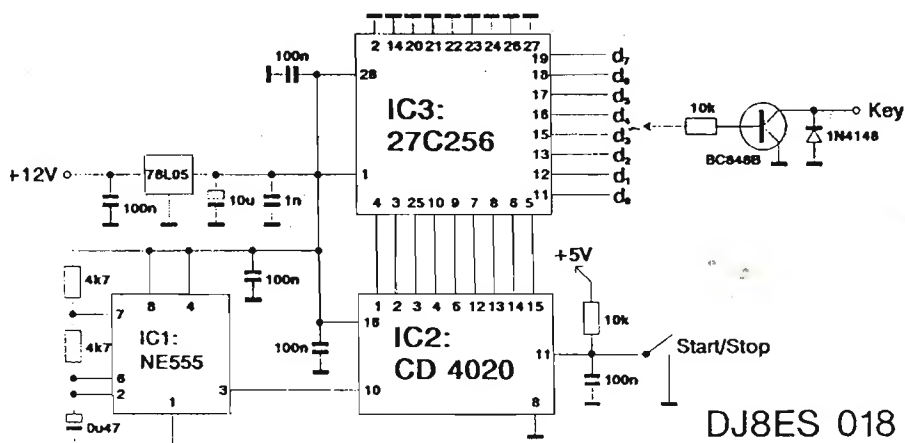 2 14 20 21 22 23 24 26 27
100n
28
19 d7
18 d6
17 d5
16 d4
15 d3
13 d2
12 d1
11 d0
IC3:
27C256
10k
Key
BC848B
1N4148
+12V
78L05
100n
10u
1n
1
4 3 25 10 9 7 8 6 5
100n
+5V
4k7
8 4
7
1 2 3 4 6 12 13 14 15
16
10k
IC1:
NE555
4k7
100n
IC2:
CD 4020
11
Start/Stop
6
2
3
10
100n
1
8
0u47
DJ8ES 018